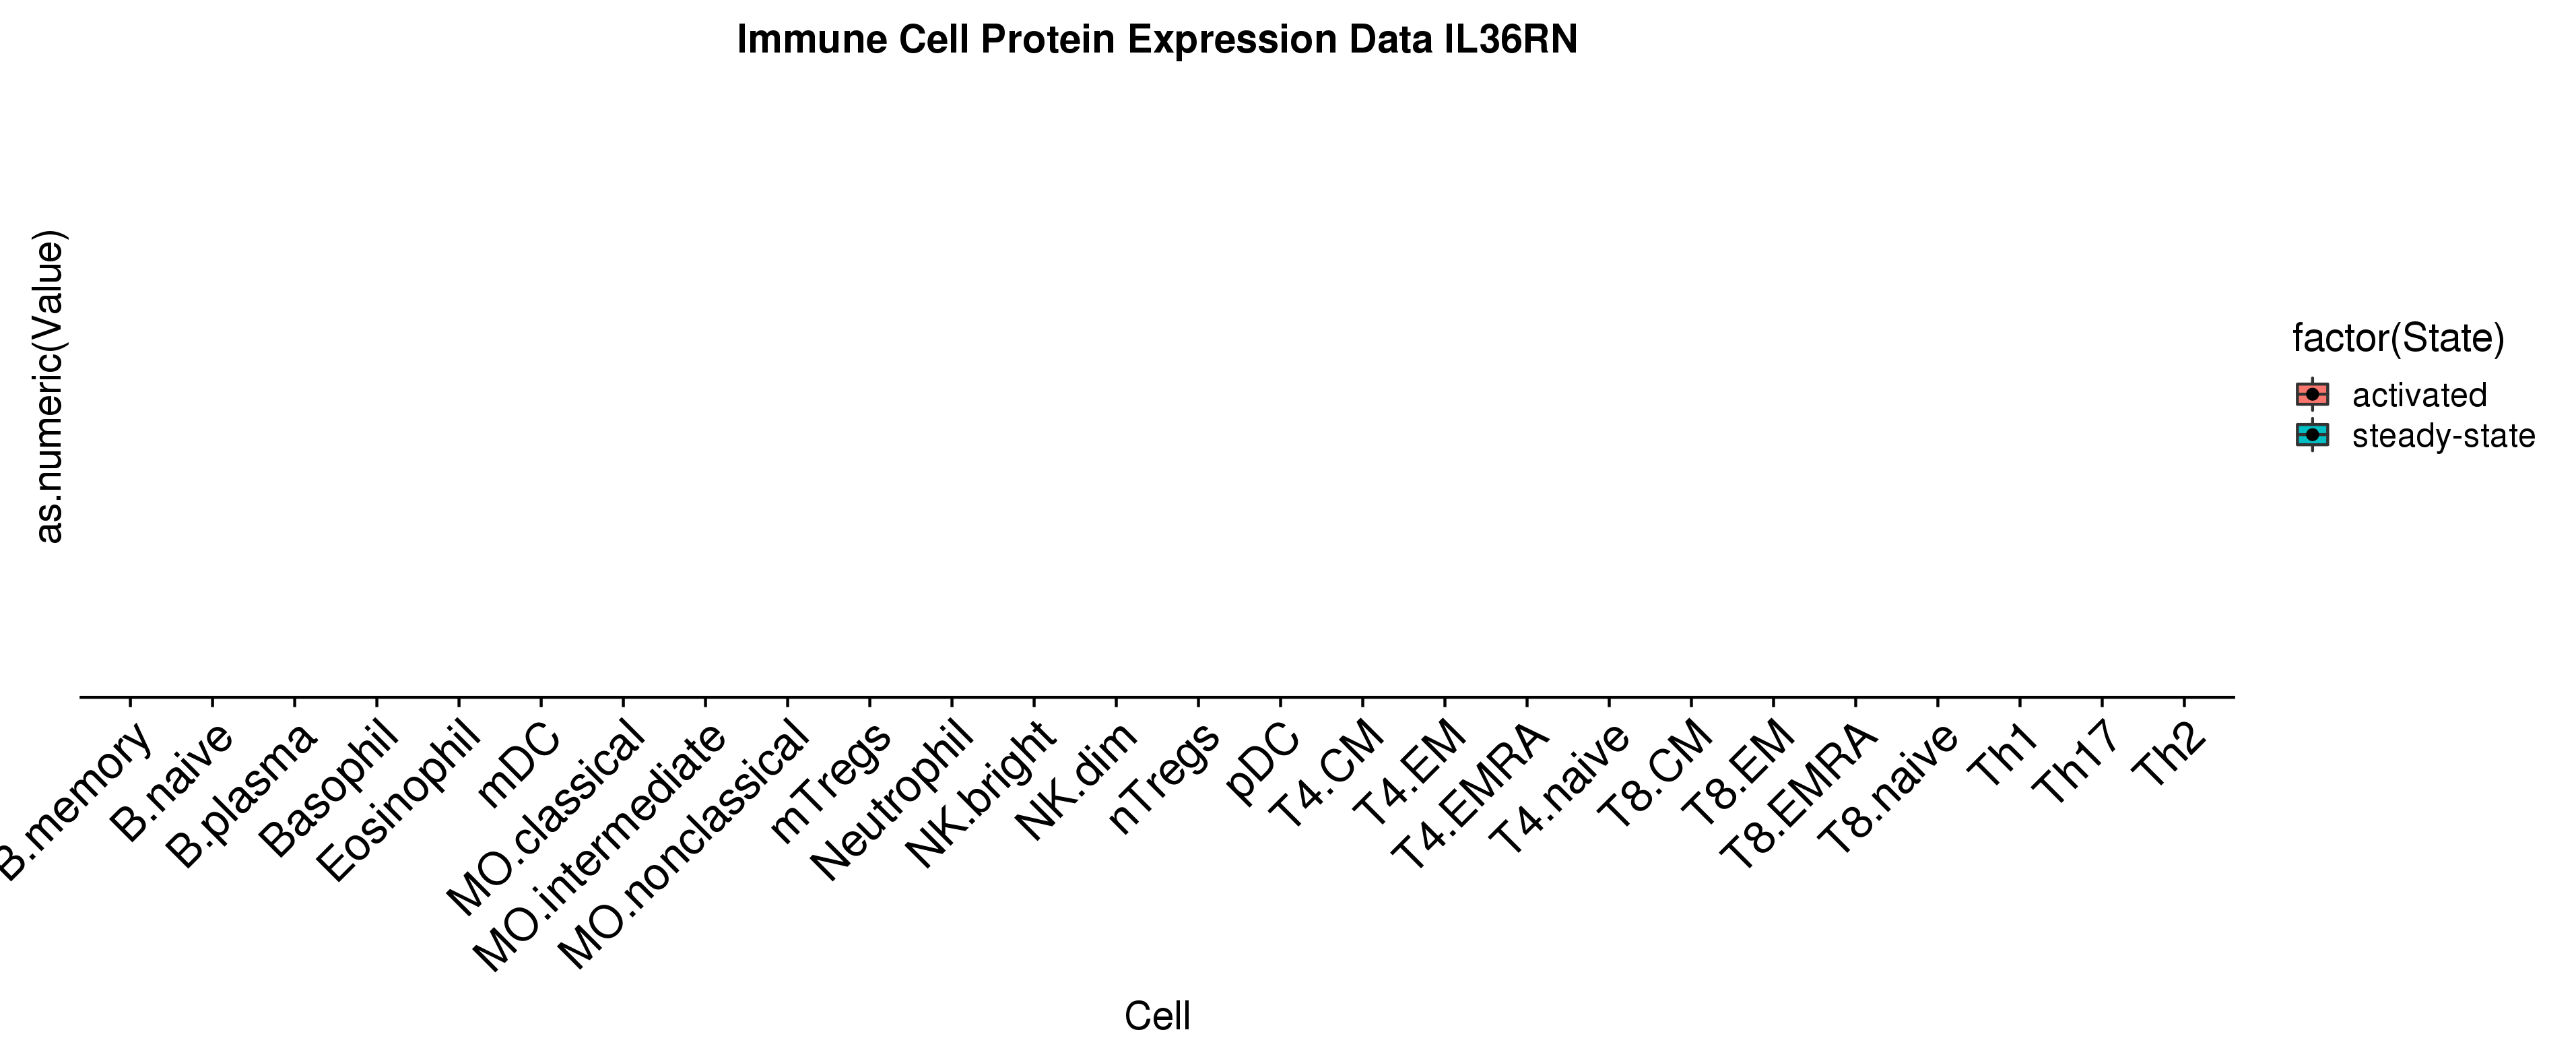 Immune Cell Protein Expression Data IL36RN
as.numeric(Value)
factor(State)
activated
steady-state
B.memory
B.naive
B.plasma
Basophil
Eosinophil
mDC
MO.classical
MO.intermediate
MO.nonclassical
mTregs
Neutrophil
NK.bright
NK.dim
nTregs
pDC
T4.CM
T4.EM
T4.EMRA
T4.naive
T8.CM
T8.EM
T8.EMRA
T8.naive
Th1
Th17
Th2
Cell